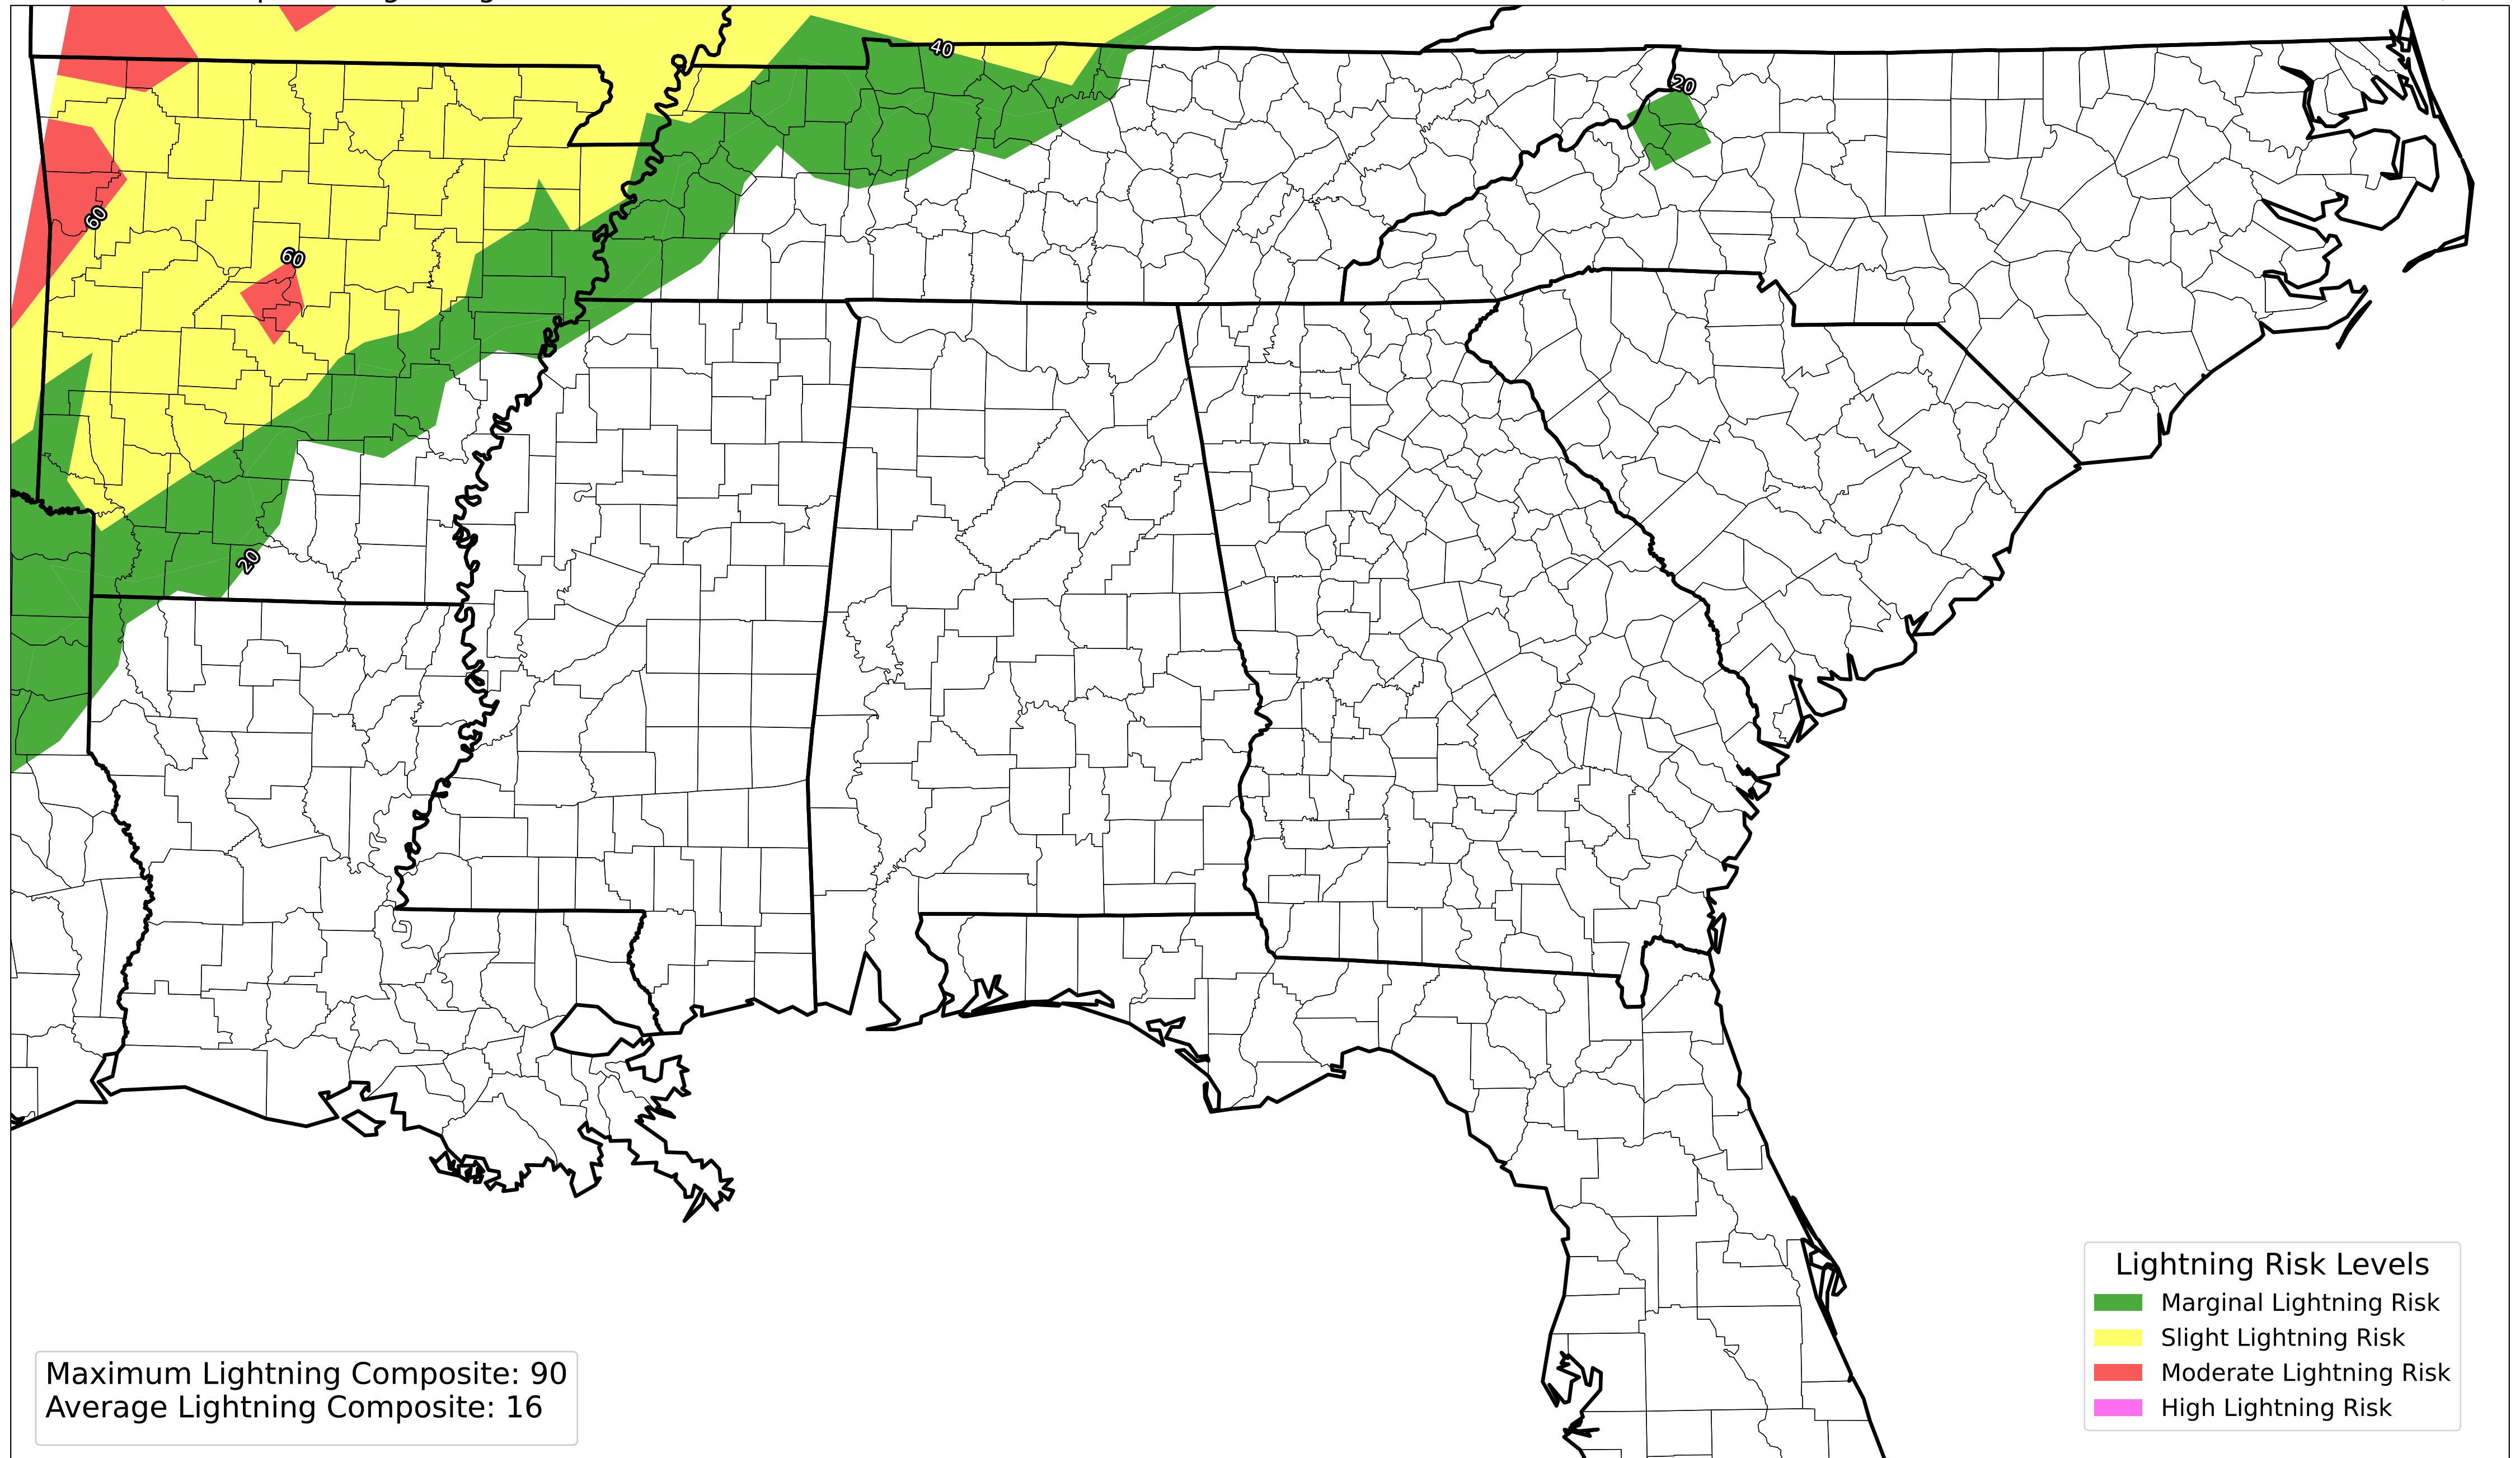 40
20
60
60
20
Lightning Risk Levels
Marginal Lightning Risk
Slight Lightning Risk
Moderate Lightning Risk
High Lightning Risk
Maximum Lightning Composite: 90
Average Lightning Composite: 16